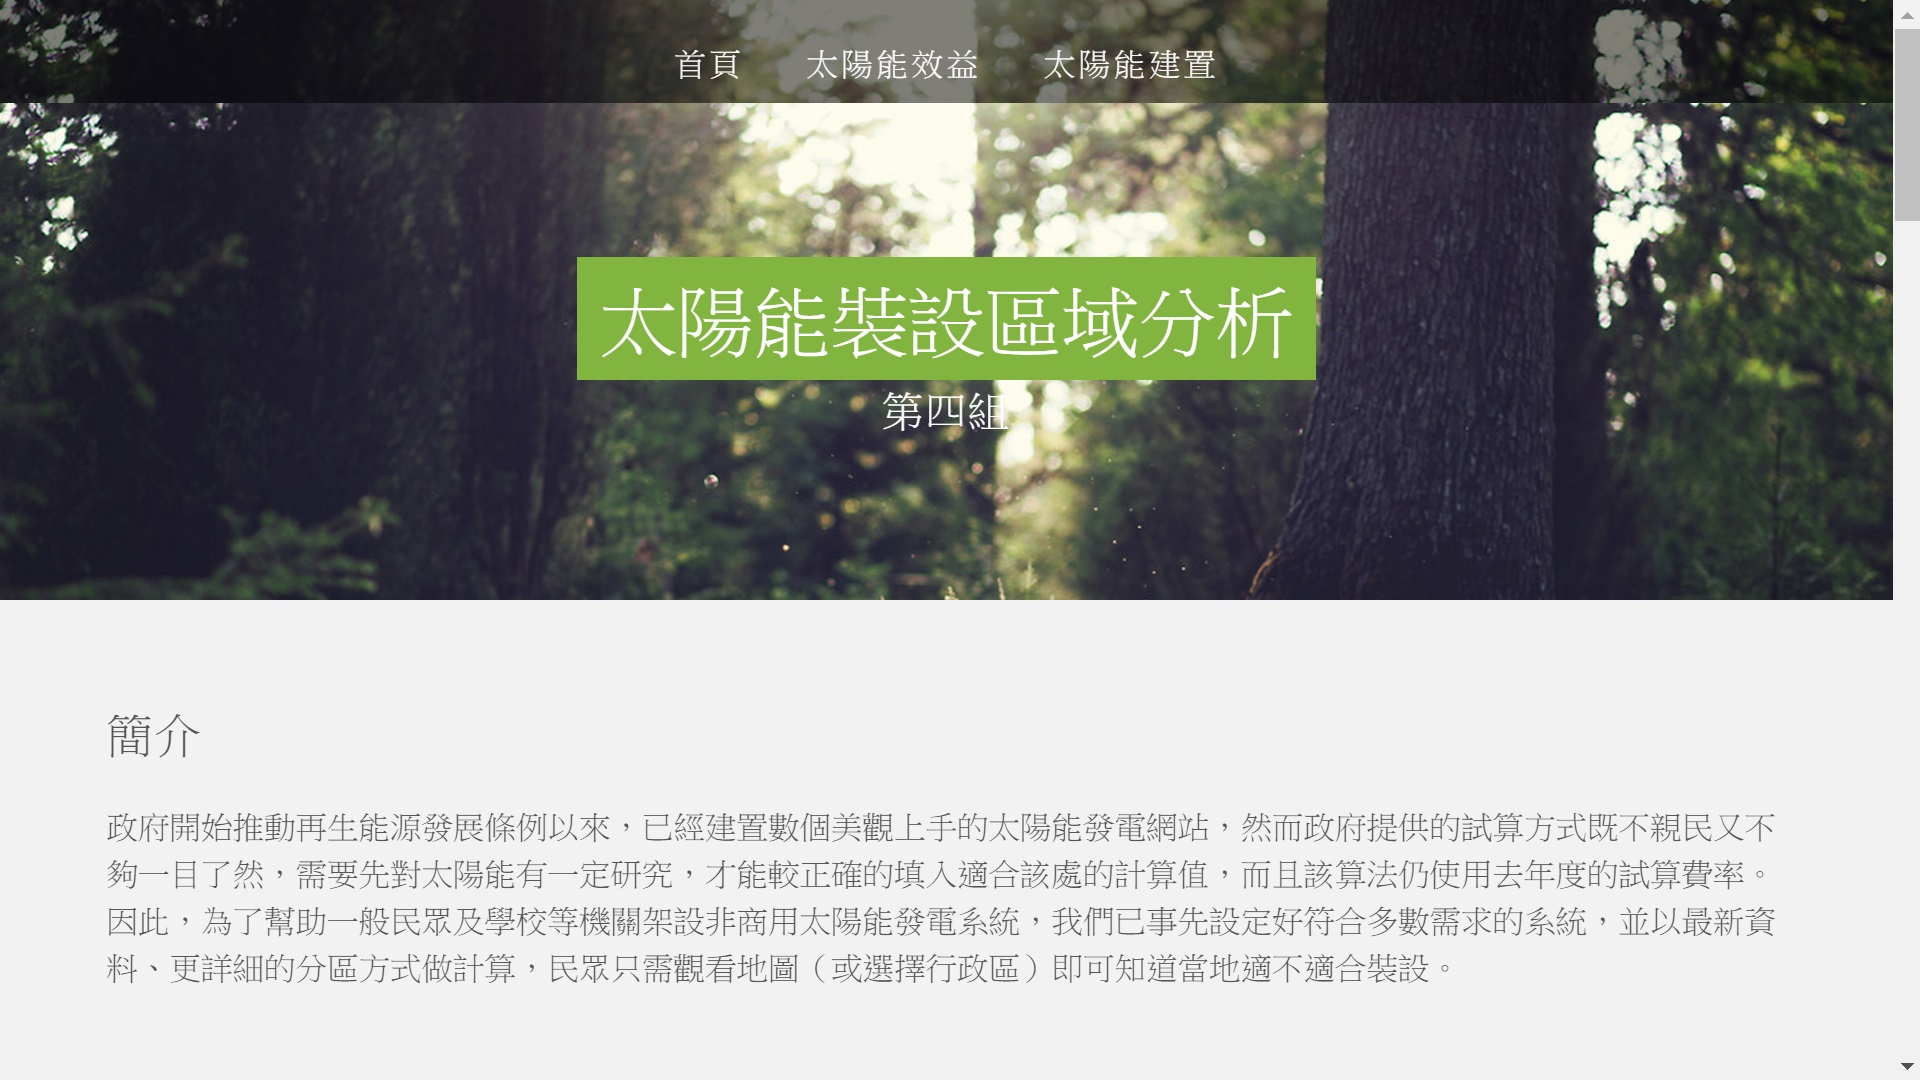 首頁 太陽能效益 太陽能建置
太陽能裝設區域分析
第四組
簡介
政府開始推動再生能源發展條例以來，已經建置數個美觀上手的太陽能發電網站，然而政府提供的試算方式既不親民又不
夠一目了然，需要先對太陽能有一定研究，才能較正確的填入適合該處的計算值，而且該算法仍使用去年度的試算費率。
因此，為了幫助一般民眾及學校等機關架設非商用太陽能發電系統，我們已事先設定好符合多數需求的系統，並以最新資
料、更詳細的分區方式做計算，民眾只需觀看地圖（或選擇行政區）即可知道當地適不適合裝設。